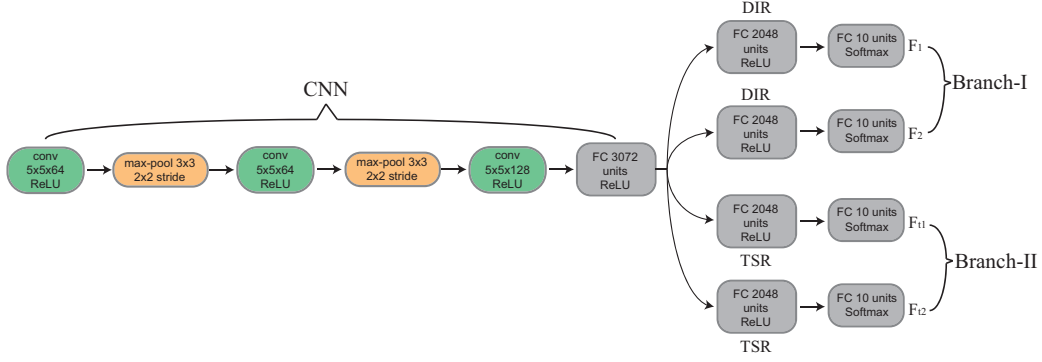 CNN
conv
5x5x64
ReLU
max-pool 3x3
2x2 stride
conv
5x5x64
ReLU
max-pool 3x3
2x2 stride
conv
5x5x128
ReLU
FC 3072
units
ReLU
DIR
FC 2048
units
ReLU
FC 10 units
Softmax
F1
DIR
FC 2048
units
ReLU
FC 10 units
Softmax
F2
Branch-I
FC 2048
units
ReLU
TSR
FC 10 units
Softmax
Ft1
FC 2048
units
ReLU
TSR
FC 10 units
Softmax
Ft2
Branch-II